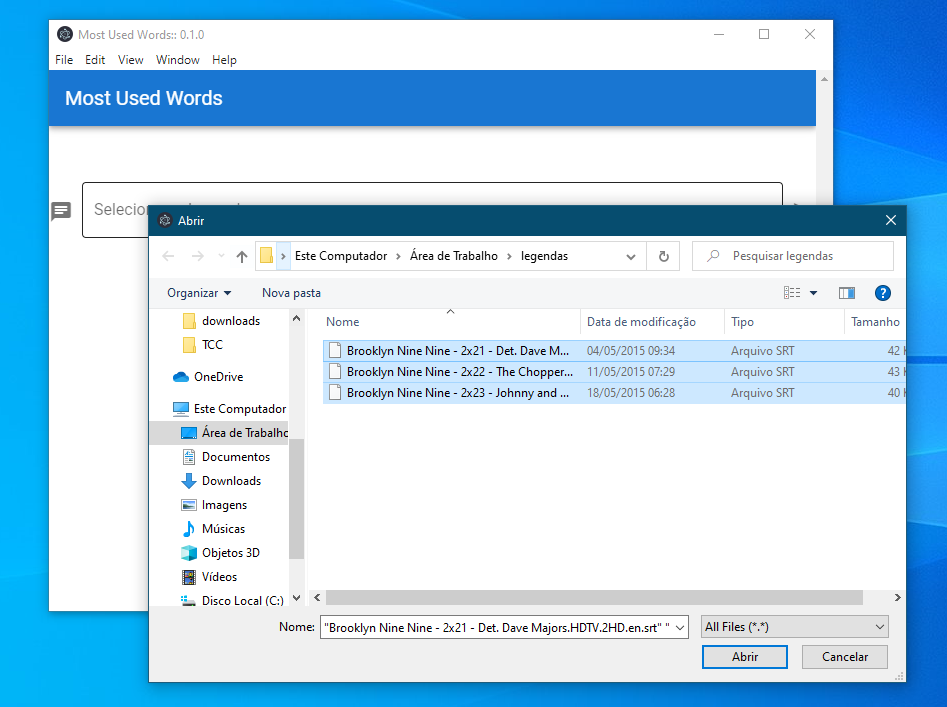 Most Used Words:: 0.1.0
File Edit View Window Help
Most Used Words
Selecion
Abrir
Este Computador > Área de Trabalho > legendas
Pesquisar legendas
Organizar Nova pasta
Nome Data de modificação Tipo Tamanho
downloads
TCC
OneDrive
Este Computador
Área de Trabalho
Documentos
Downloads
Imagens
Músicas
Objetos 3D
Vídeos
Disco Local (C:)
Brooklyn Nine Nine - 2x21 - Det. Dave M... 04/05/2015 09:34 Arquivo SRT 42 K
Brooklyn Nine Nine - 2x22 - The Chopper... 11/05/2015 07:29 Arquivo SRT 43 K
Brooklyn Nine Nine - 2x23 - Johnny and ... 18/05/2015 06:28 Arquivo SRT 40 K
Nome: "Brooklyn Nine Nine - 2x21 - Det. Dave Majors.HDTV.2HD.en.srt" " All Files (*.*)
Abrir Cancelar